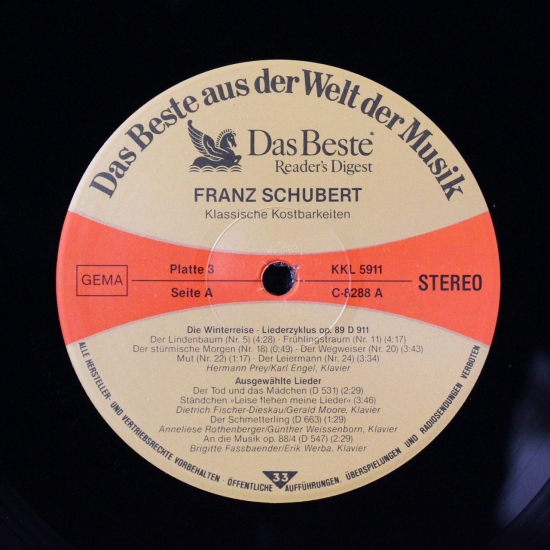 Das Beste aus der Welt der Musik
Das Beste
Reader's Digest
FRANZ SCHUBERT
Klassische Kostbarkeiten
GEMA
Platte 3
KKL 5911
Seite A
C-8288 A
STEREO
Die Winterreise · Liederzyklus op. 89 D 911
Der Lindenbaum (Nr. 5) (4:28) · Frühlingstraum (Nr. 11) (4:17)
Der stürmische Morgen (Nr. 18) (0:49) · Der Wegweiser (Nr. 20) (3:43)
Mut (Nr. 22) (1:17) · Der Leiermann (Nr. 24) (3:34)
Hermann Prey/Karl Engel, Klavier
Ausgewählte Lieder
Der Tod und das Mädchen (D 531) (2:29)
Ständchen »Leise flehen meine Lieder« (3:46)
Dietrich Fischer-Dieskau/Gerald Moore, Klavier
Der Schmetterling (D 663) (1:29)
Anneliese Rothenberger/Günther Weissenborn, Klavier
An die Musik op. 88/4 (D 547) (2:29)
Brigitte Fassbaender/Erik Werba, Klavier
33
ALLE HERSTELLER- UND VERTRIEBSRECHTE VORBEHALTEN · ÖFFENTLICHE AUFFÜHRUNGEN, ÜBERSPIELUNGEN UND RADIOSENDUNGEN VERBOTEN